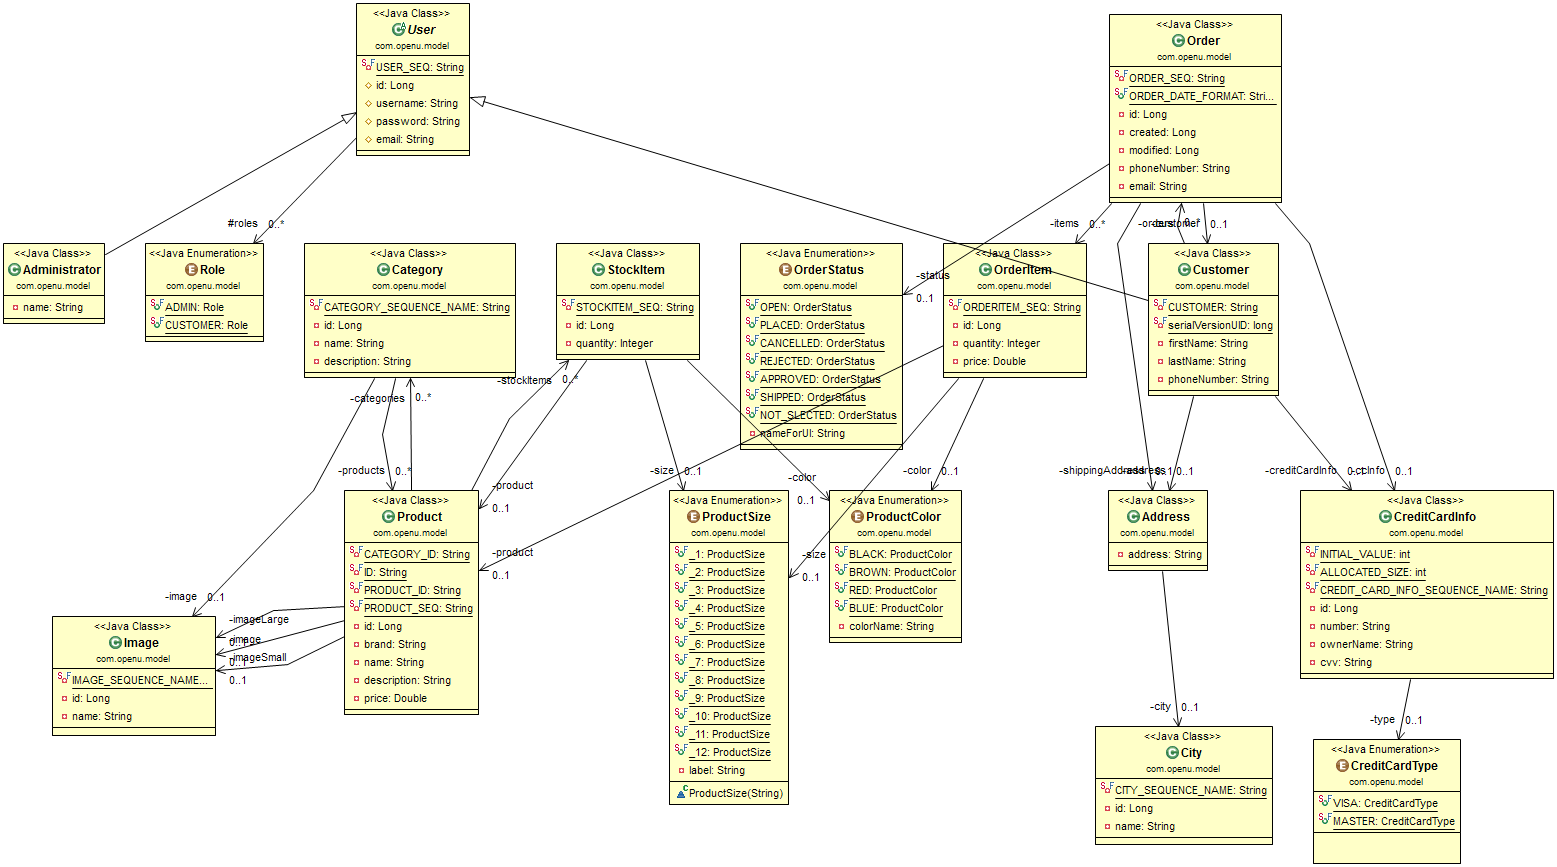 <<Java Class>>
User
com.openu.model
USER_SEQ: String
id: Long
username: String
password: String
email: String
<<Java Class>>
Order
com.openu.model
ORDER_SEQ: String
ORDER_DATE_FORMAT: Stri...
id: Long
created: Long
modified: Long
phoneNumber: String
email: String
#roles 0..*
-items 0..*
0..1
<<Java Class>>
Administrator
com.openu.model
name: String
<<Java Enumeration>>
Role
com.openu.model
ADMIN: Role
CUSTOMER: Role
<<Java Class>>
Category
com.openu.model
CATEGORY_SEQUENCE_NAME: String
id: Long
name: String
description: String
<<Java Class>>
StockItem
com.openu.model
STOCKITEM_SEQ: String
id: Long
quantity: Integer
<<Java Enumeration>>
OrderStatus
com.openu.model
OPEN: OrderStatus
PLACED: OrderStatus
CANCELLED: OrderStatus
REJECTED: OrderStatus
APPROVED: OrderStatus
SHIPPED: OrderStatus
NOT_SLECTED: OrderStatus
nameForUI: String
-status
0..1
<<Java Class>>
OrderItem
com.openu.model
ORDERITEM_SEQ: String
id: Long
quantity: Integer
price: Double
<<Java Class>>
Customer
com.openu.model
CUSTOMER: String
serialVersionUID: long
firstName: String
lastName: String
phoneNumber: String
-stockItems 0..*
-categories 0..*
-products 0..*
-product
0..1
-size 0..1
-color
0..1
-color 0..1
-shippingAddress
0..1
-creditCardInfo
0..1
<<Java Class>>
Product
com.openu.model
CATEGORY_ID: String
ID: String
PRODUCT_ID: String
PRODUCT_SEQ: String
id: Long
brand: String
name: String
description: String
price: Double
-product
0..1
<<Java Enumeration>>
ProductSize
com.openu.model
_1: ProductSize
_2: ProductSize
_3: ProductSize
_4: ProductSize
_5: ProductSize
_6: ProductSize
_7: ProductSize
_8: ProductSize
_9: ProductSize
_10: ProductSize
_11: ProductSize
_12: ProductSize
label: String
ProductSize(String)
-size
0..1
<<Java Enumeration>>
ProductColor
com.openu.model
BLACK: ProductColor
BROWN: ProductColor
RED: ProductColor
BLUE: ProductColor
colorName: String
<<Java Class>>
Address
com.openu.model
address: String
<<Java Class>>
CreditCardInfo
com.openu.model
INITIAL_VALUE: int
ALLOCATED_SIZE: int
CREDIT_CARD_INFO_SEQUENCE_NAME: String
id: Long
number: String
ownerName: String
cvv: String
-image 0..1
-imageLarge
-image
-imageSmall
0..1
<<Java Class>>
Image
com.openu.model
IMAGE_SEQUENCE_NAME...
id: Long
name: String
-city 0..1
<<Java Class>>
City
com.openu.model
CITY_SEQUENCE_NAME: String
id: Long
name: String
-type 0..1
<<Java Enumeration>>
CreditCardType
com.openu.model
VISA: CreditCardType
MASTER: CreditCardType